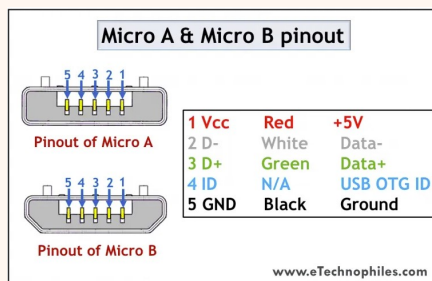 Micro A & Micro B pinout
5 4 3 2 1
Pinout of Micro A
5 4 3 2 1
Pinout of Micro B
1 Vcc Red +5V
2 D- White Data-
3 D+ Green Data+
4 ID N/A USB OTG ID
5 GND Black Ground
www.eTechnophiles.com